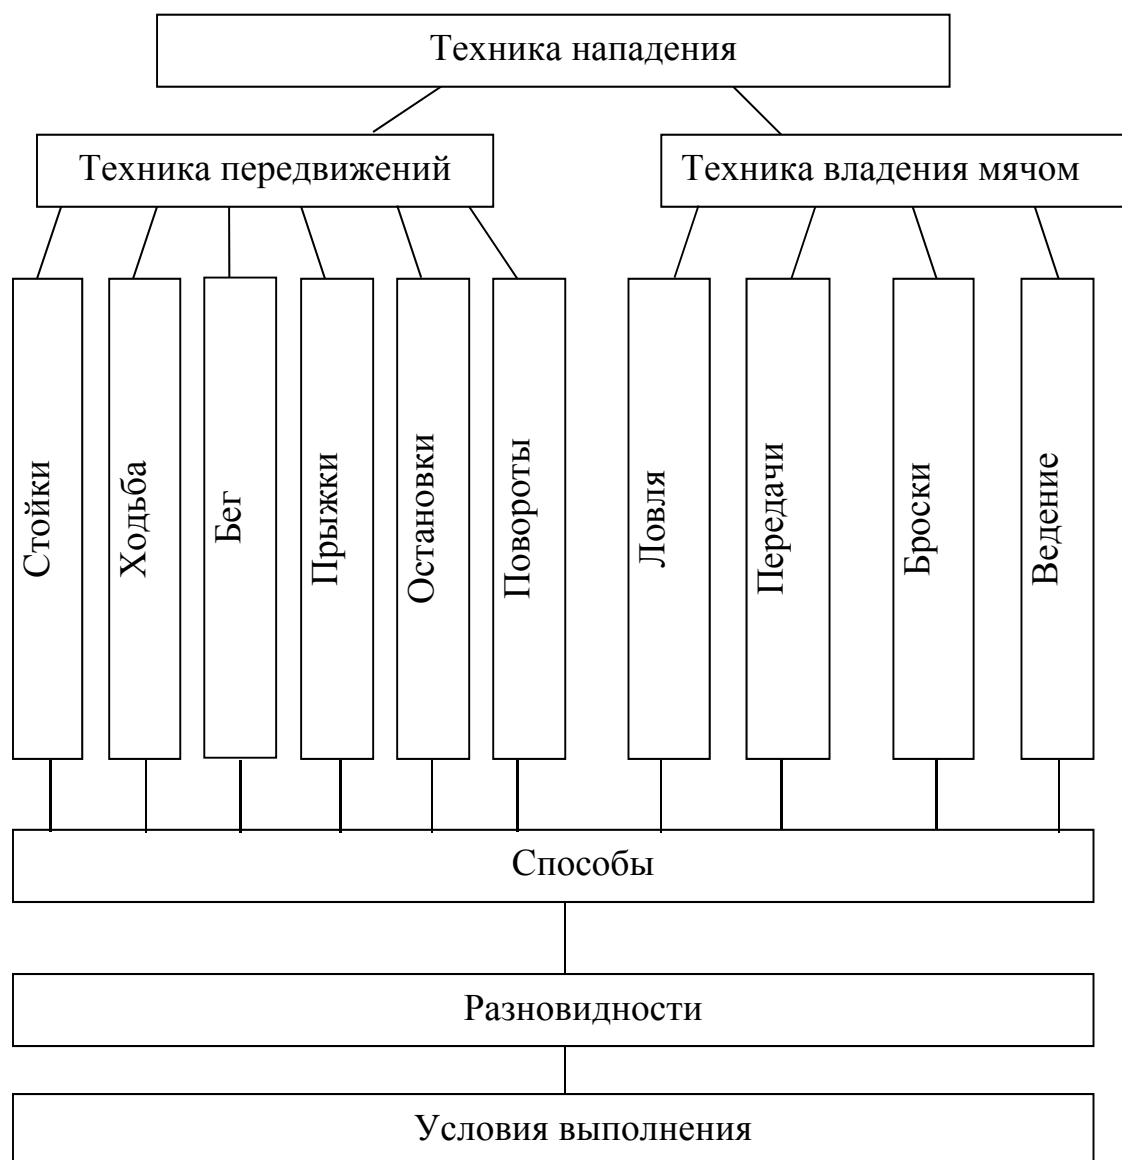 Техника нападения
Техника передвижений
Техника владения мячом
Стойки
Ходьба
Бег
Прыжки
Остановки
Повороты
Ловля
Передачи
Броски
Ведение
Способы
Разновидности
Условия выполнения